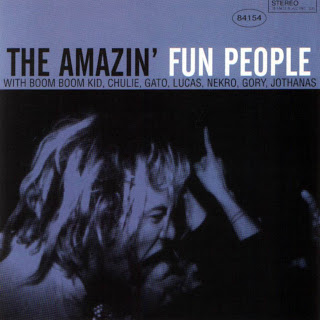 STEREO
84154
THE AMAZIN' FUN PEOPLE
WITH BOOM BOOM KID, CHULIE, GATO, LUCAS, NEKRO, GORY, JOTHANAS